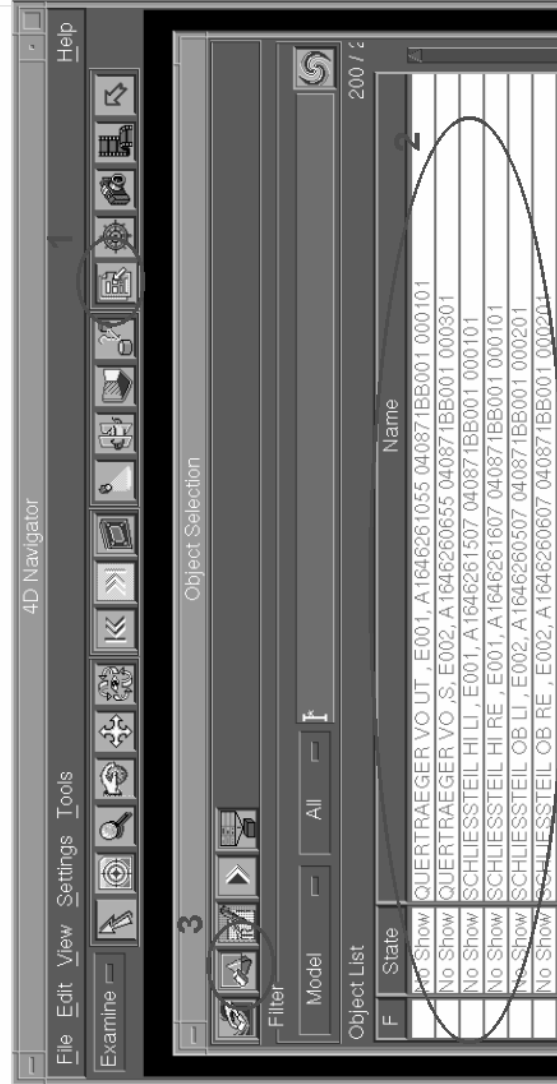 4D Navigator
File Edit View Settings Tools Help
Examine
1
Object Selection
3
Filter
Model All
Object List 200 / 2
F State Name
2
No Show QUERTRAEGER VO UT , E001, A1646261055 040871BB001 000101
No Show QUERTRAEGER VO ,S, E002, A1646260655 040871BB001 000301
No Show SCHLIESSTEIL HI LI , E001, A1646261507 040871BB001 000101
No Show SCHLIESSTEIL HI RE , E001, A1646261607 040871BB001 000101
No Show SCHLIESSTEIL OB LI , E002, A1646260507 040871BB001 000201
No Show SCHLIESSTEIL OB RE , E002, A1646260607 040871BB001 000201